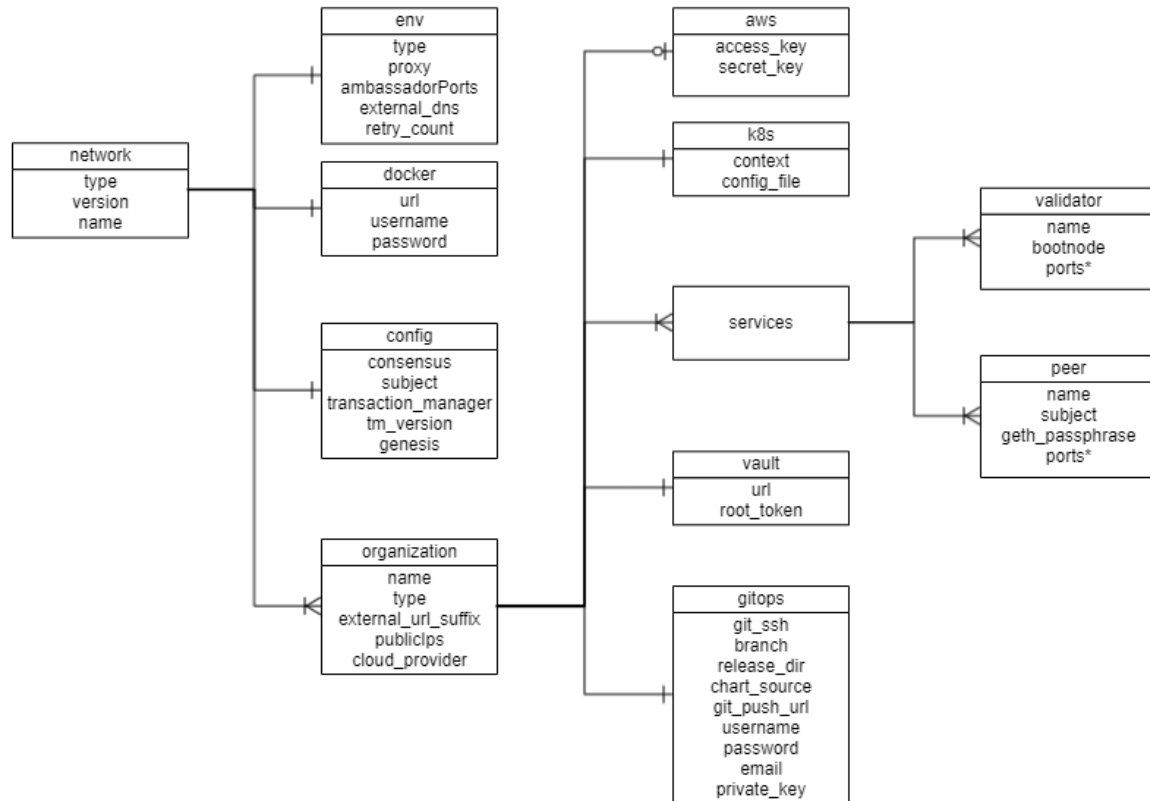 env
type
proxy
ambassadorPorts
external_dns
retry_count
aws
access_key
secret_key
network
type
version
name
docker
url
username
password
k8s
context
config_file
validator
name
bootnode
ports*
services
config
consensus
subject
transaction_manager
tm_version
genesis
peer
name
subject
geth_passphrase
ports*
vault
url
root_token
organization
name
type
external_url_suffix
publicIps
cloud_provider
gitops
git_ssh
branch
release_dir
chart_source
git_push_url
username
password
email
private_key